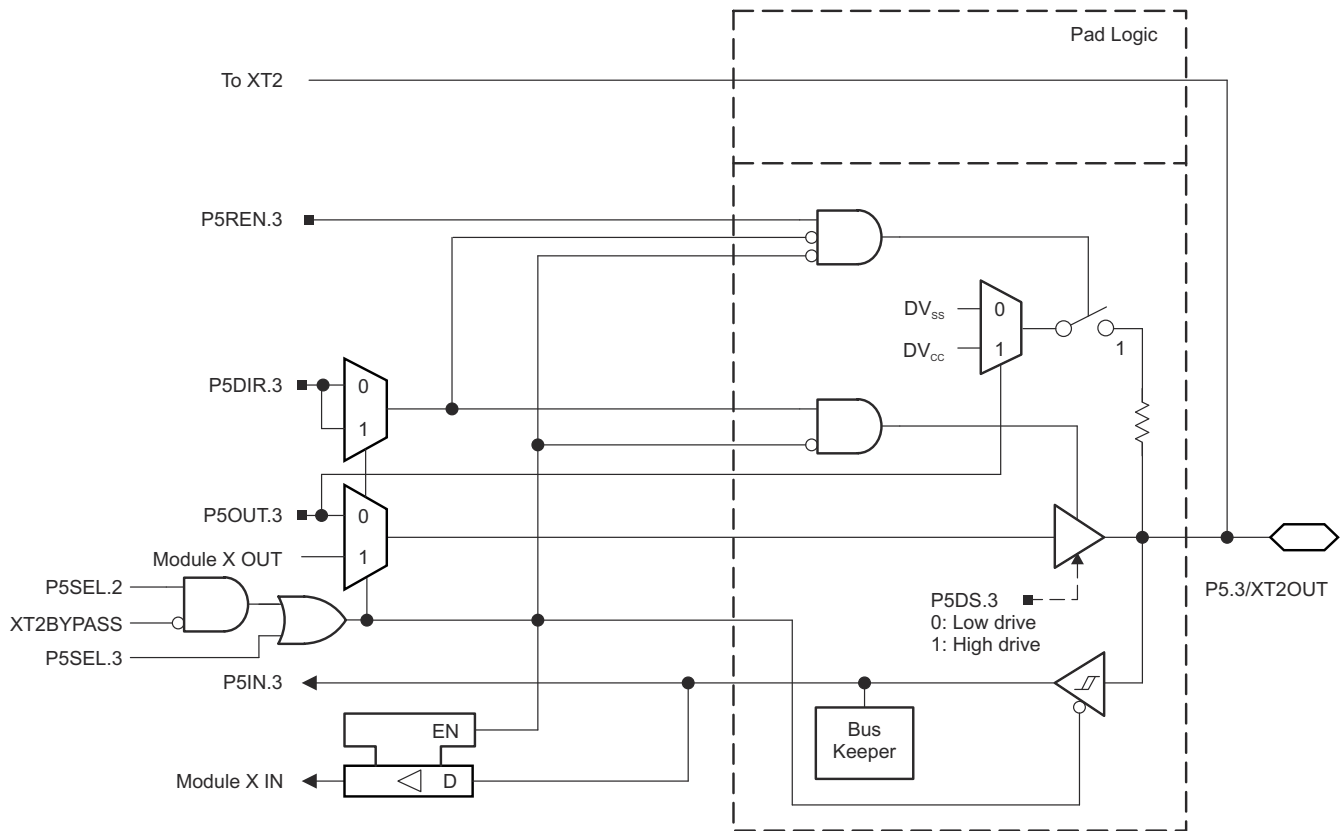 Pad Logic
To XT2
P5REN.3
DVSS
0
DVCC
1
1
P5DIR.3
0
1
P5OUT.3
0
Module X OUT
1
P5SEL.2
XT2BYPASS
P5SEL.3
P5DS.3
0: Low drive
1: High drive
P5.3/XT2OUT
P5IN.3
EN
Bus
Keeper
Module X IN
D